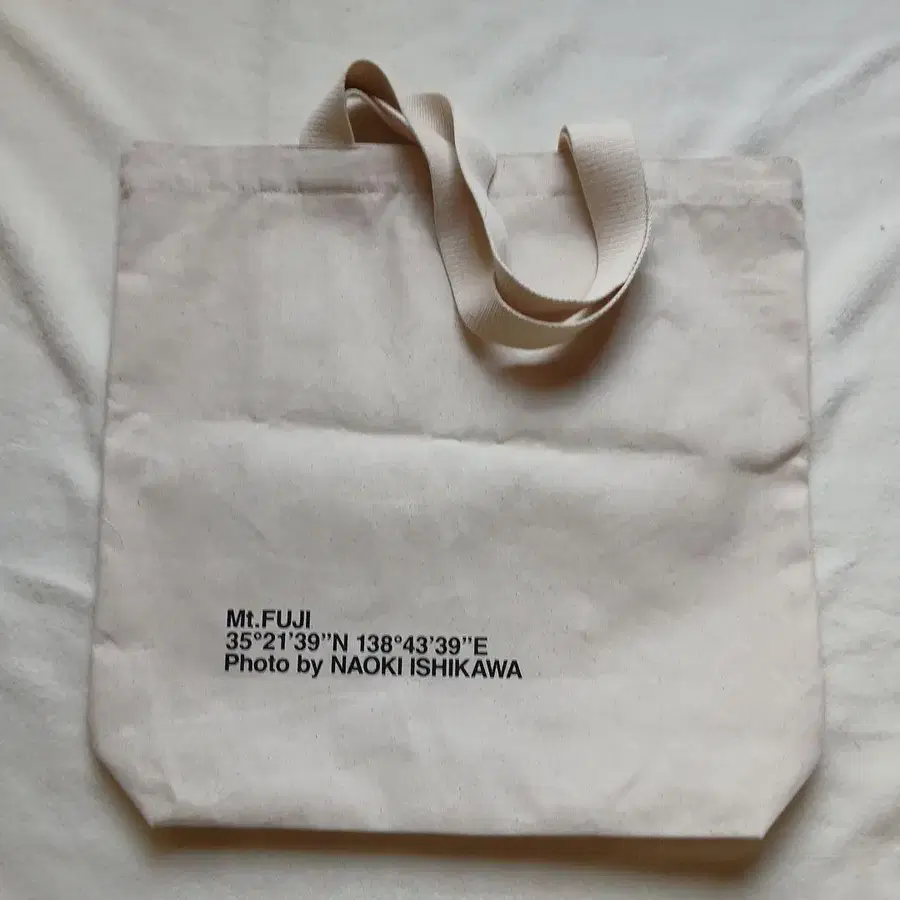 Mt.FUJI
35°21’39”N 138°43’39”E
Photo by NAOKI ISHIKAWA